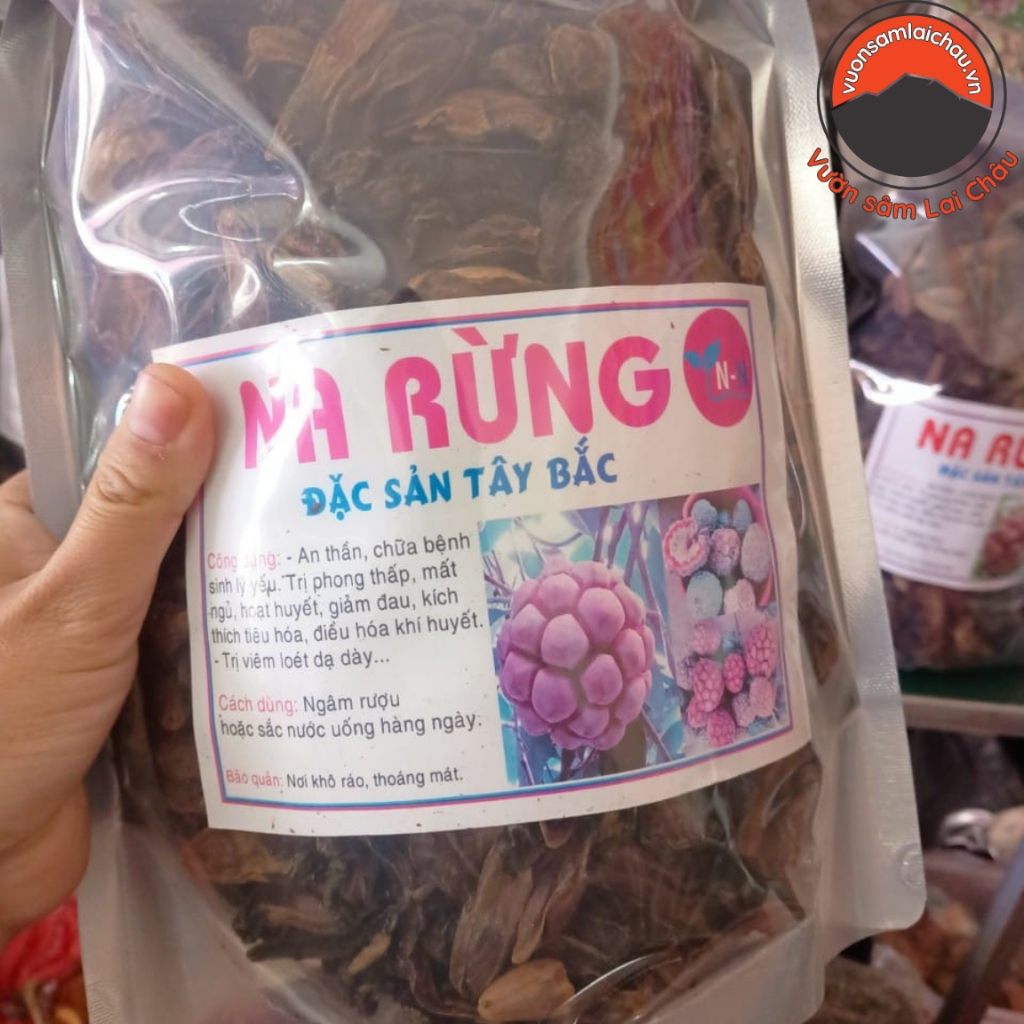 vuonsamlaichau.vn
Vườn sâm Lai Châu
NA RỪNG
N-
ĐẶC SẢN TÂY BẮC
Công dụng: - An thần, chữa bệnh
sinh lý yếu. Trị phong thấp, mất
ngủ, hoạt huyết, giảm đau, kích
thích tiêu hóa, điều hóa khí huyết.
- Trị viêm loét dạ dày...
Cách dùng: Ngâm rượu
hoặc sắc nước uống hàng ngày.
Bảo quản: Nơi khô ráo, thoáng mát.
NA RỪ
ĐẶC SẢN TÂY